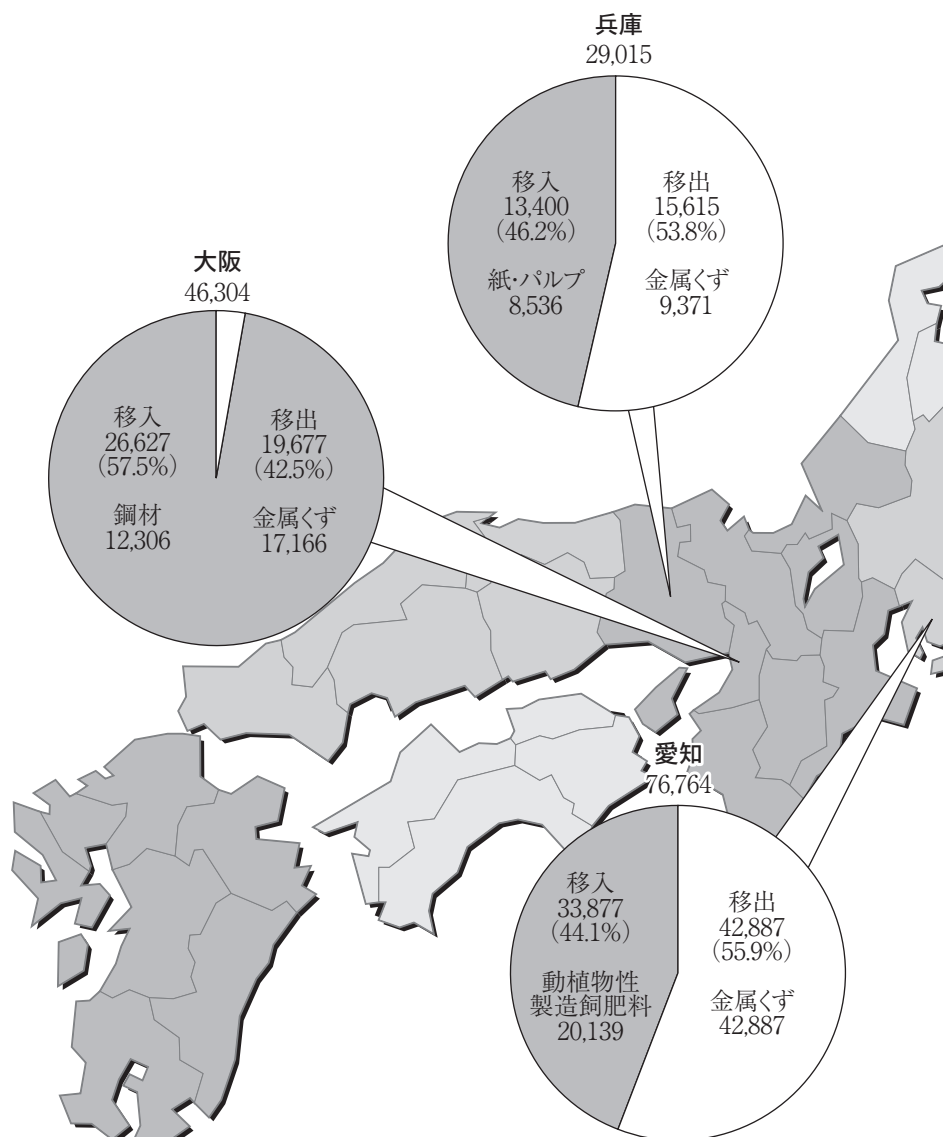 兵庫
29,015
移入
13,400
(46.2%)
紙・パルプ
8,536
移出
15,615
(53.8%)
金属くず
9,371
大阪
46,304
移入
26,627
(57.5%)
鋼材
12,306
移出
19,677
(42.5%)
金属くず
17,166
愛知
76,764
移入
33,877
(44.1%)
動植物性
製造飼肥料
20,139
移出
42,887
(55.9%)
金属くず
42,887